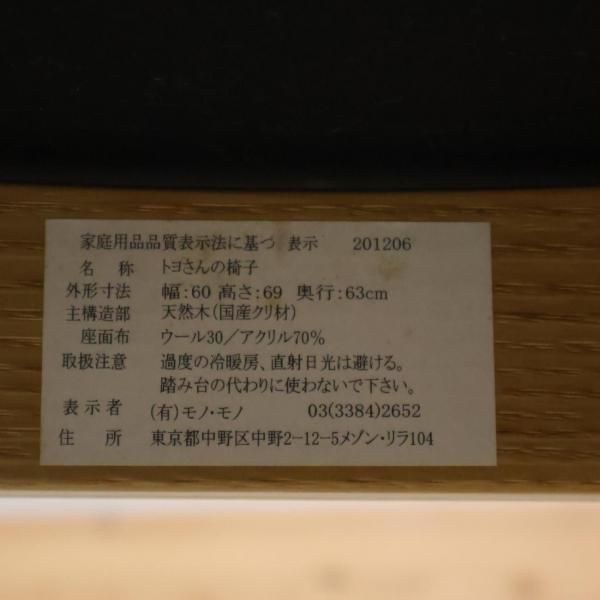 家庭用品品質表示法に基づ 表示 201206
名 称 トヨさんの椅子
外形寸法 幅:60 高さ:69 奥行:63cm
主構造部 天然木(国産クリ材)
座面布 ウール30/アクリル70%
取扱注意 過度の冷暖房、直射日光は避ける。
踏み台の代わりに使わないで下さい。
表示者 (有)モノ・モノ 03(3384)2652
住 所 東京都中野区中野2-12-5メゾン・リラ104